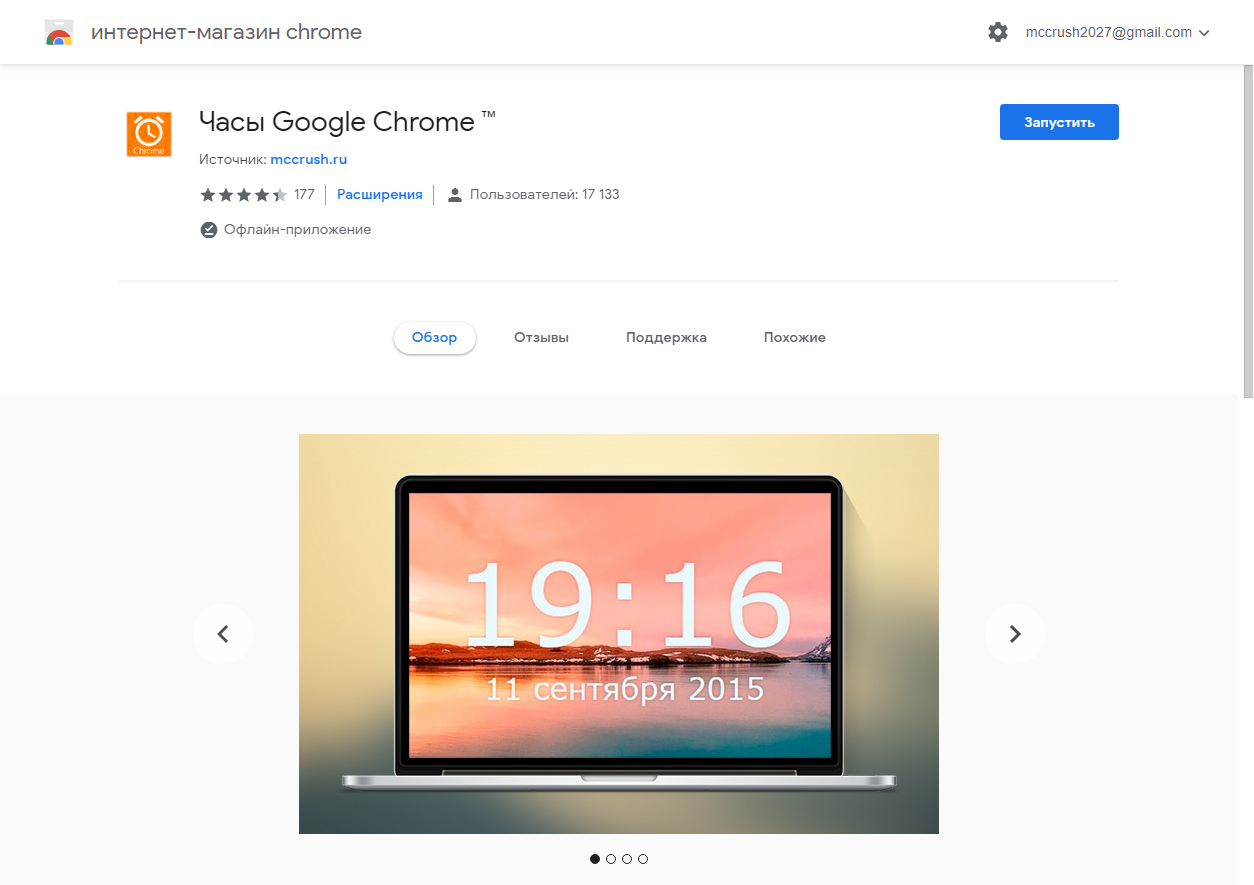 интернет-магазин chrome
mccrush2027@gmail.com
Часы Google Chrome ™
Запустить
Chrome
Источник: mccrush.ru
177
Расширения
Пользователей: 17 133
Офлайн-приложение
Обзор
Отзывы
Поддержка
Похожие
19:16
11 сентября 2015